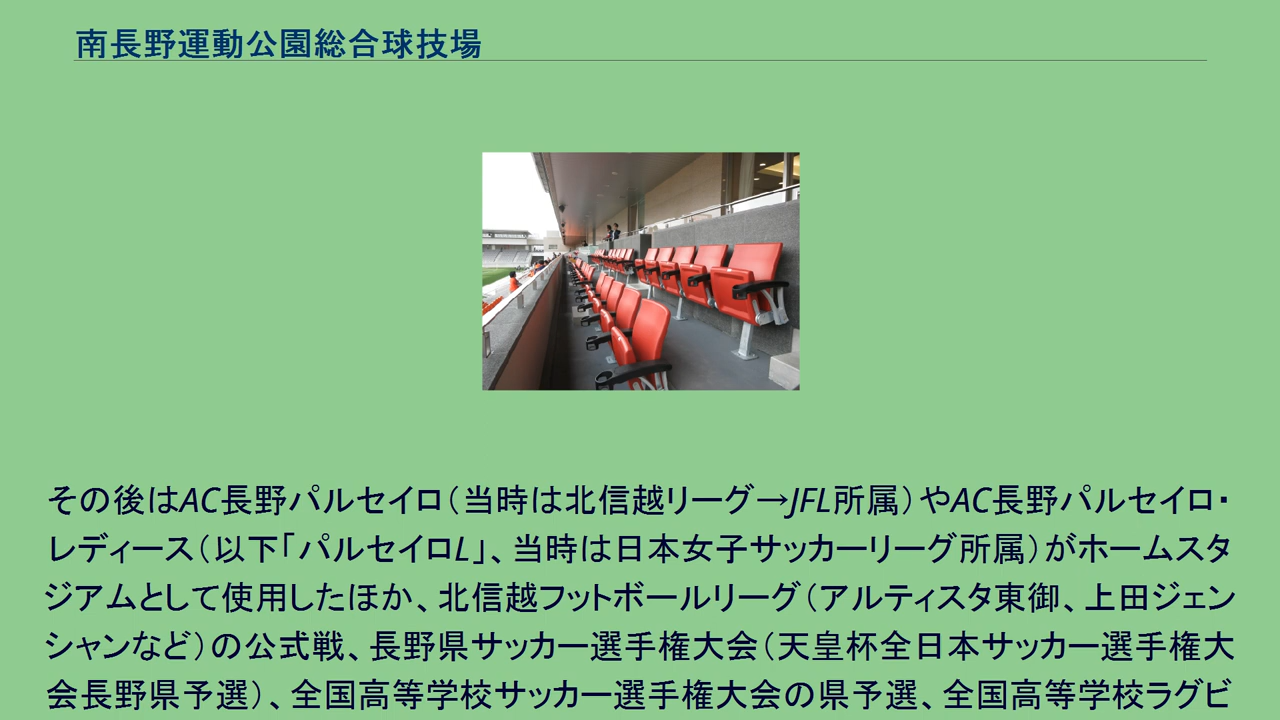 南長野運動公園総合球技場
その後はAC長野パルセイロ（当時は北信越リーグ→JFL所属）やAC長野パルセイロ・
レディース（以下「パルセイロL」、当時は日本女子サッカーリーグ所属）がホームスタ
ジアムとして使用したほか、北信越フットボールリーグ（アルティスタ東御、上田ジェン
シャンなど）の公式戦、長野県サッカー選手権大会（天皇杯全日本サッカー選手権大
会長野県予選）、全国高等学校サッカー選手権大会の県予選、全国高等学校ラグビ